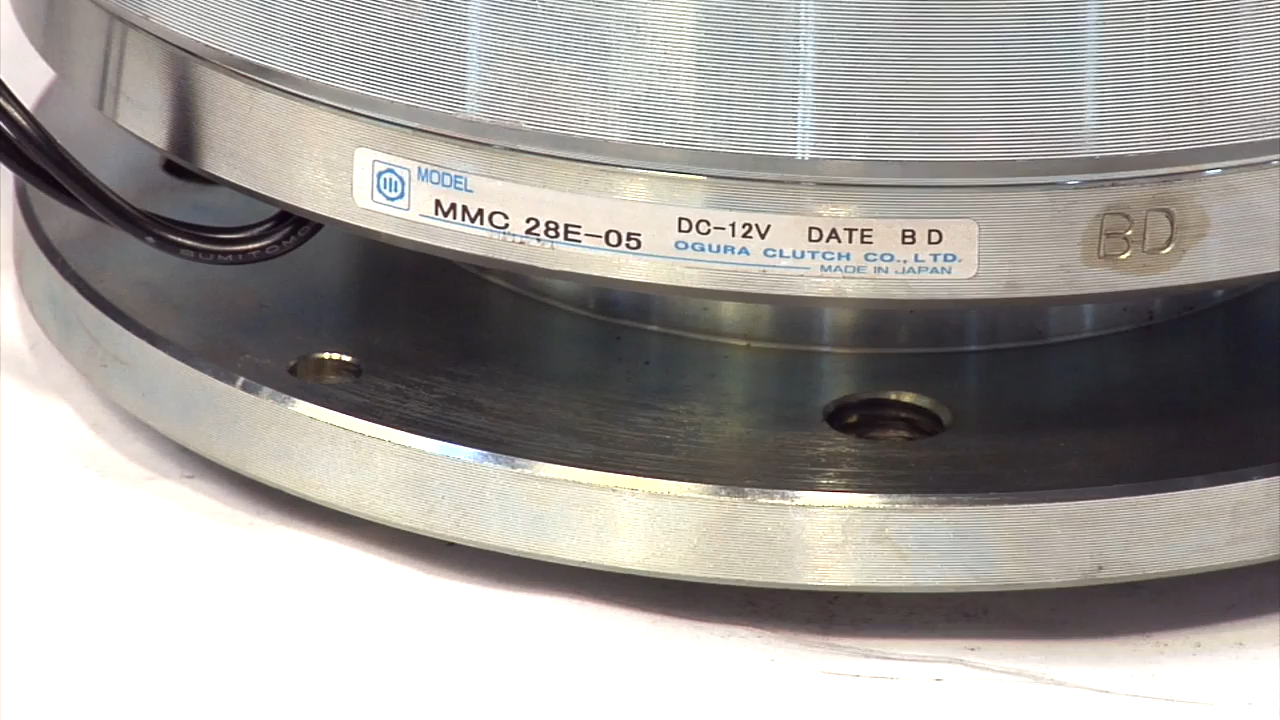 MODEL
MMC 28E-05
DC-12V DATE B D
OGURA CLUTCH CO., LTD.
MADE IN JAPAN
BD
SUMITOMO